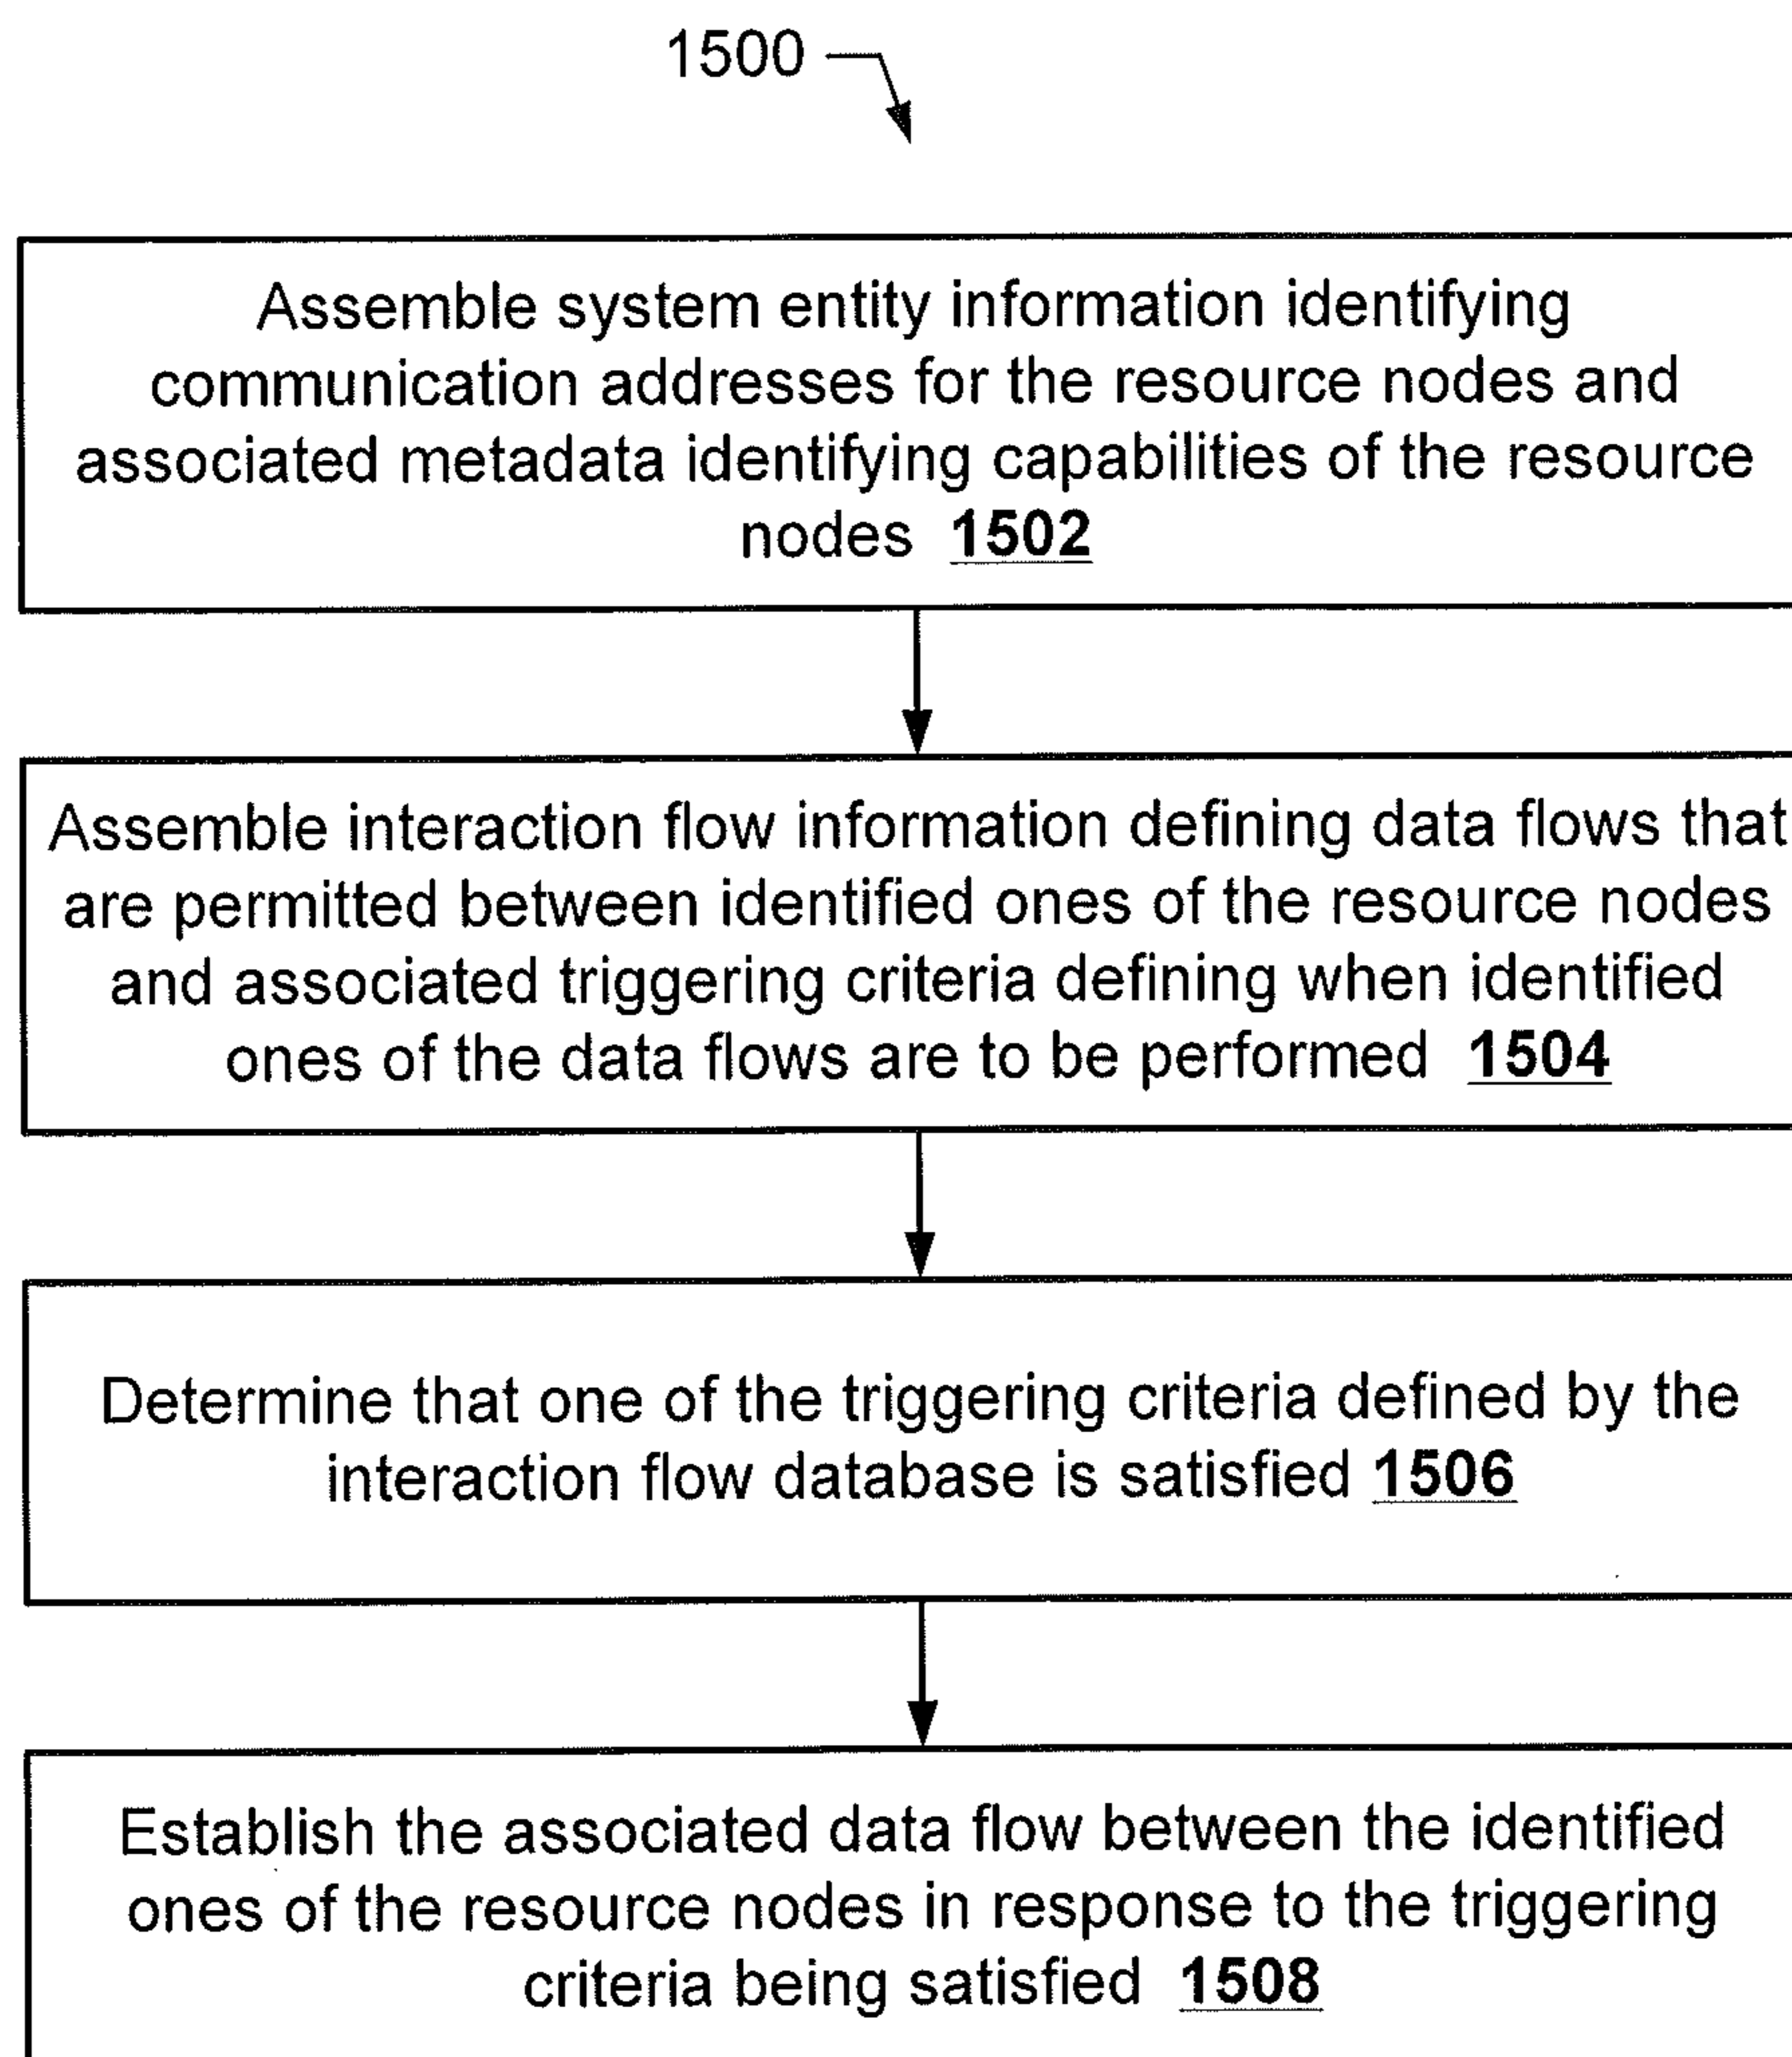 1500
Assemble system entity information identifying
communication addresses for the resource nodes and
associated metadata identifying capabilities of the resource
nodes 1502
Assemble interaction flow information defining data flows that
are permitted between identified ones of the resource nodes
and associated triggering criteria defining when identified
ones of the data flows are to be performed 1504
Determine that one of the triggering criteria defined by the
interaction flow database is satisfied 1506
Establish the associated data flow between the identified
ones of the resource nodes in response to the triggering
criteria being satisfied 1508